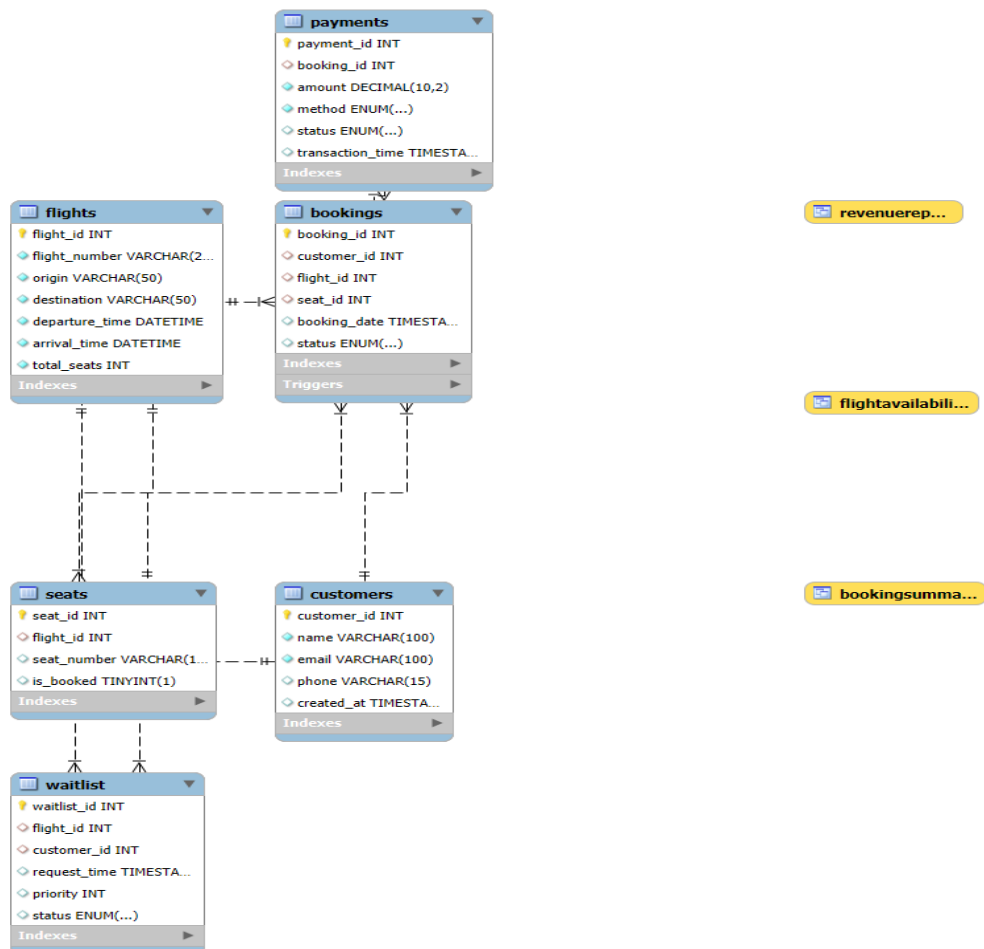 payments
payment_id INT
booking_id INT
amount DECIMAL(10,2)
method ENUM(...)
status ENUM(...)
transaction_time TIMESTA...
Indexes
flights
flight_id INT
flight_number VARCHAR(2...
origin VARCHAR(50)
destination VARCHAR(50)
departure_time DATETIME
arrival_time DATETIME
total_seats INT
Indexes
bookings
booking_id INT
customer_id INT
flight_id INT
seat_id INT
booking_date TIMESTA...
status ENUM(...)
Indexes
Triggers
revenuerep...
flightavailabili...
seats
seat_id INT
flight_id INT
seat_number VARCHAR(1...
is_booked TINYINT(1)
Indexes
customers
customer_id INT
name VARCHAR(100)
email VARCHAR(100)
phone VARCHAR(15)
created_at TIMESTA...
Indexes
bookingsumma...
waitlist
waitlist_id INT
flight_id INT
customer_id INT
request_time TIMESTA...
priority INT
status ENUM(...)
Indexes